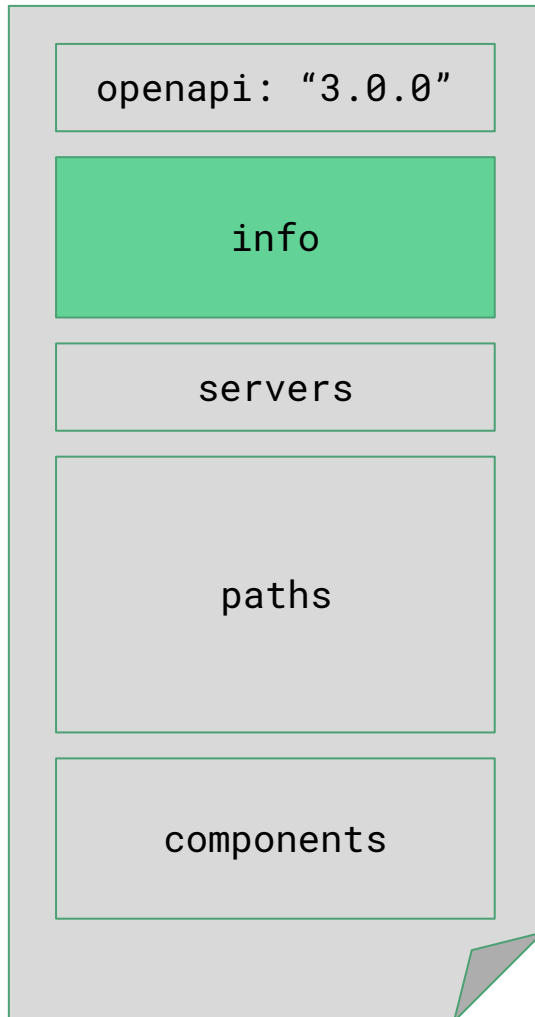 openapi: “3.0.0”
info
servers
paths
components